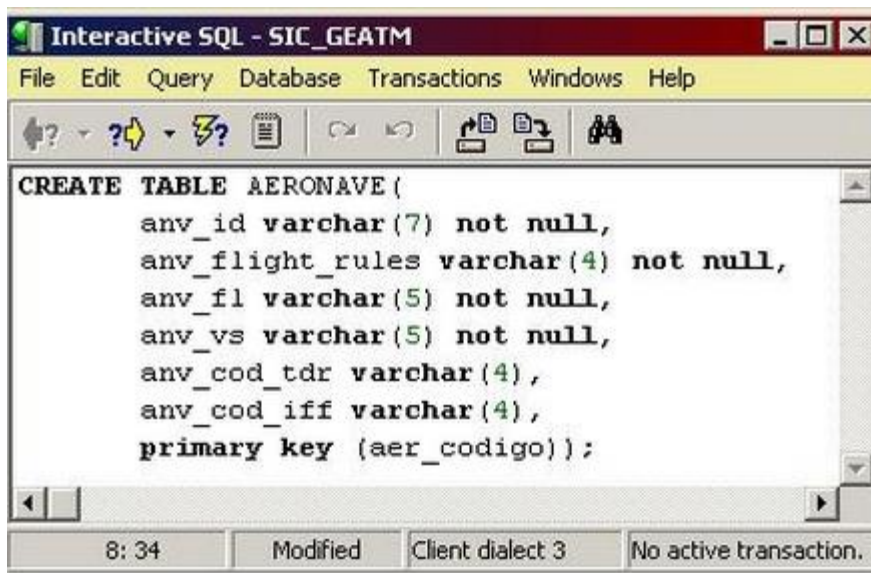 Interactive SQL - SIC_GEATM
File Edit Query Database Transactions Windows Help
CREATE TABLE AERONAVE(
anv_id varchar(7) not null,
anv_flight_rules varchar(4) not null,
anv_fl varchar(5) not null,
anv_vs varchar(5) not null,
anv_cod_tdr varchar(4),
anv_cod_iff varchar(4),
primary key (aer_codigo));
8: 34 Modified Client dialect 3 No active transaction.